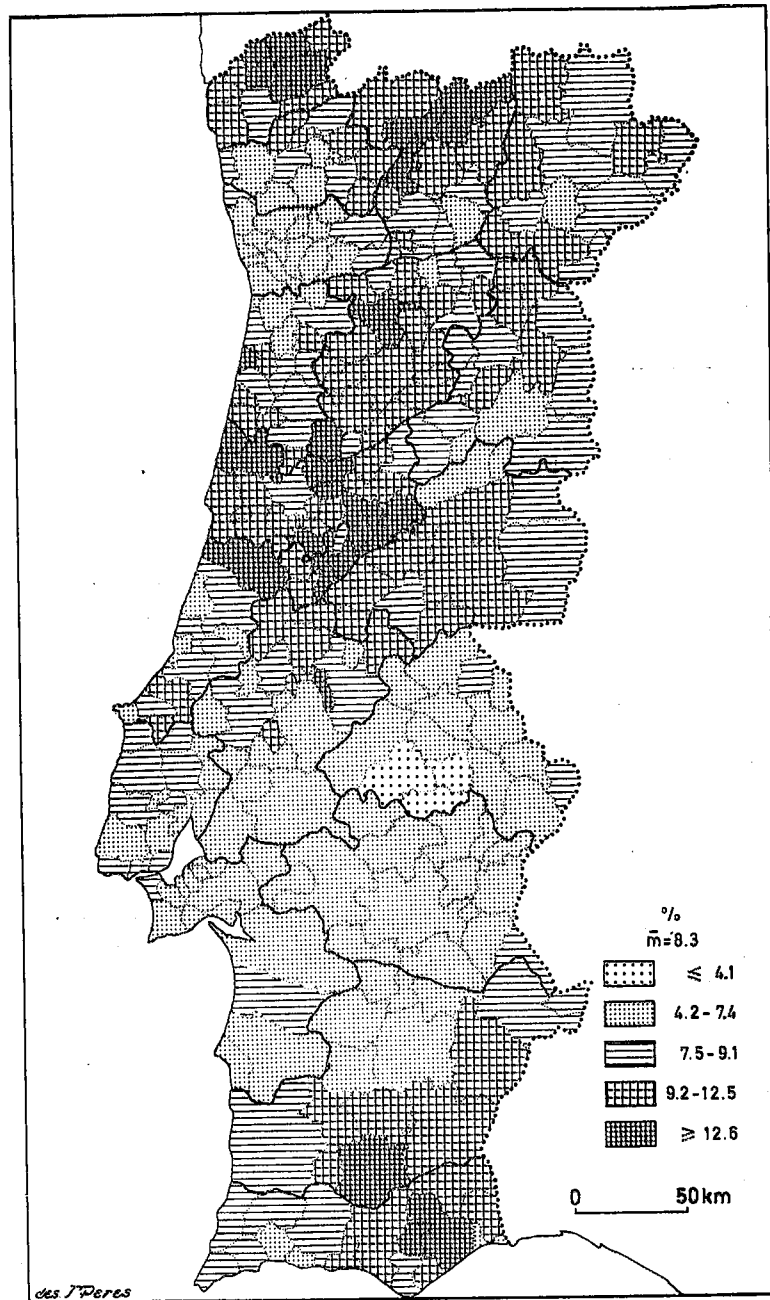 %
m̄=8.3
≤ 4.1
4.2-7.4
7.5-9.1
9.2-12.5
≥ 12.6
0 50km
des. Peres